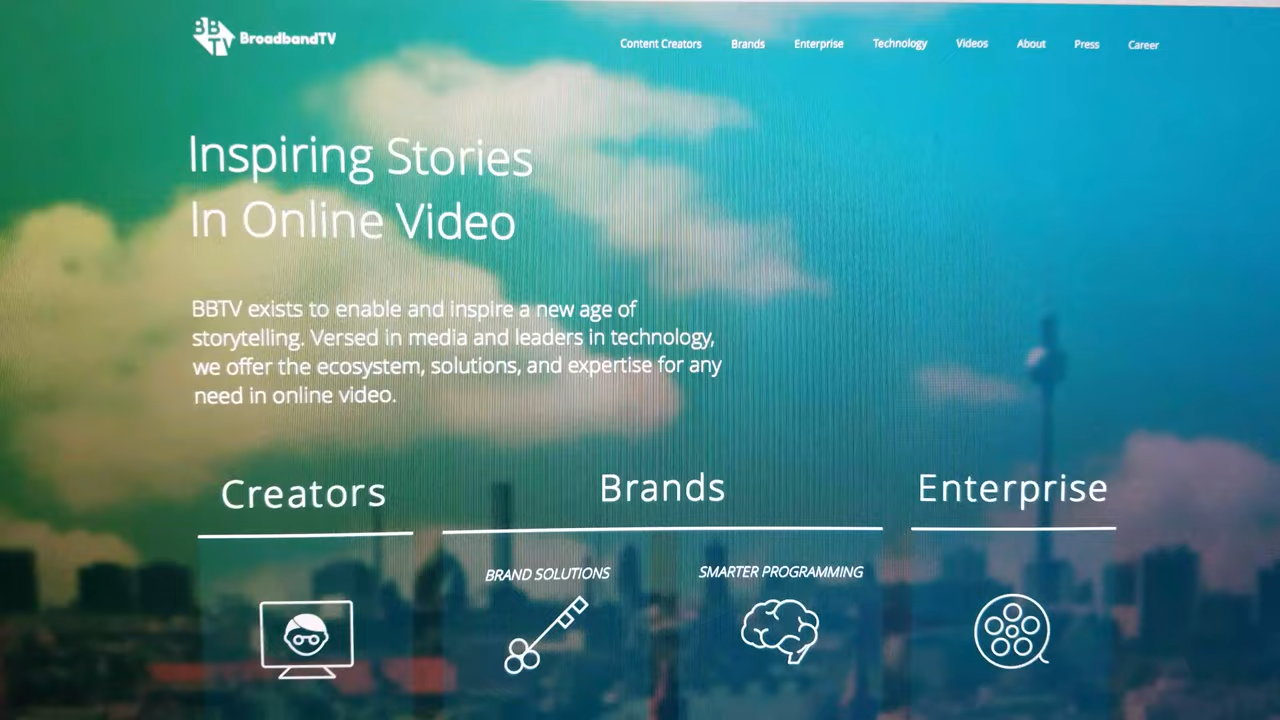 BB
TV BroadbandTV
Content Creators Brands Enterprise Technology Videos About Press Career
Inspiring Stories
In Online Video
BBTV exists to enable and inspire a new age of
storytelling. Versed in media and leaders in technology,
we offer the ecosystem, solutions, and expertise for any
need in online video.
Creators Brands Enterprise
BRAND SOLUTIONS SMARTER PROGRAMMING